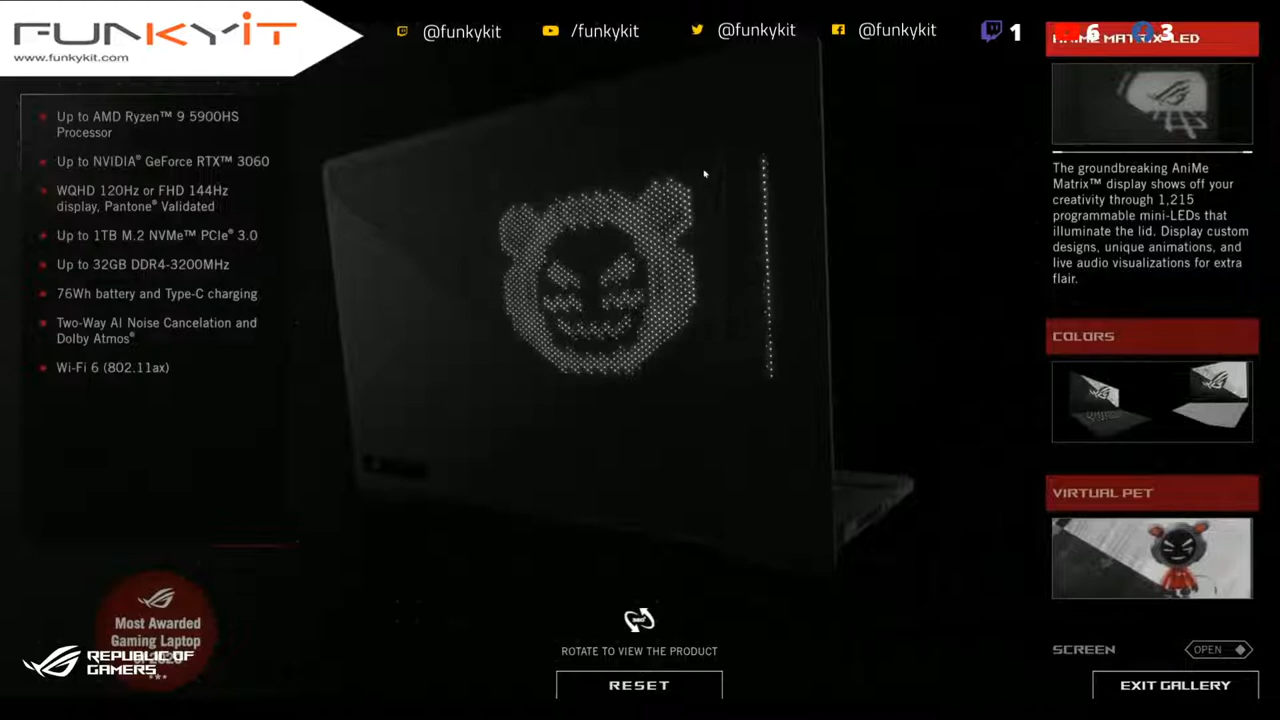 FUNKYIT
www.funkykit.com
@funkykit
/funkykit
@funkykit
@funkykit
1
6
3
Up to AMD Ryzen™ 9 5900HS
Processor
Up to NVIDIA® GeForce RTX™ 3060
WQHD 120Hz or FHD 144Hz
display, Pantone® Validated
Up to 1TB M.2 NVMe™ PCIe® 3.0
Up to 32GB DDR4-3200MHz
76Wh battery and Type-C charging
Two-Way AI Noise Cancelation and
Dolby Atmos®
Wi-Fi 6 (802.11ax)
Most Awarded
Gaming Laptop
REPUBLIC OF
GAMERS
ROTATE TO VIEW THE PRODUCT
RESET
ANIME MATRIX LED
The groundbreaking AniMe
Matrix™ display shows off your
creativity through 1,215
programmable mini-LEDs that
illuminate the lid. Display custom
designs, unique animations, and
live audio visualizations for extra
flair.
COLORS
VIRTUAL PET
SCREEN
OPEN
EXIT GALLERY